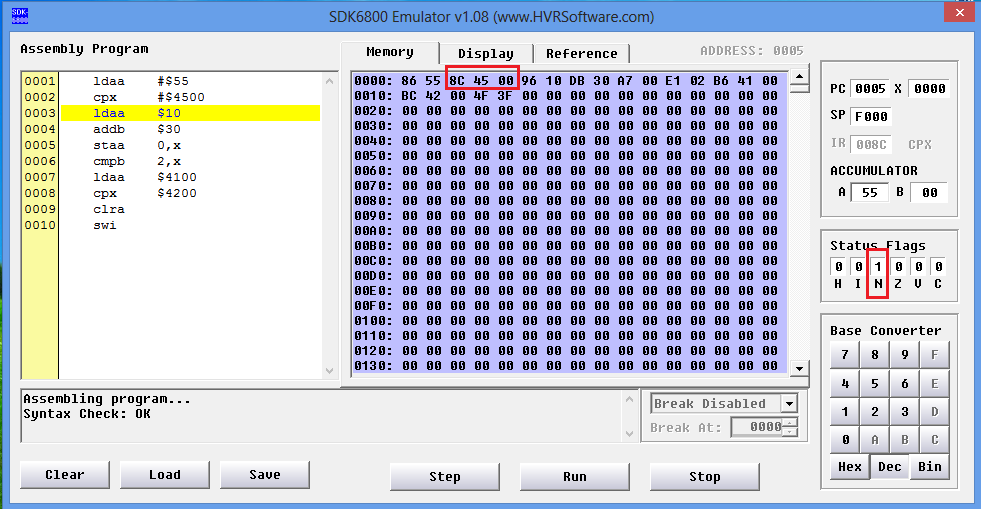 SDK6800 Emulator v1.08 (www.HVRSoftware.com)
SDK
6800
Assembly Program
Memory
Display
Reference
ADDRESS: 0005
0001 ldaa #$55
0002 cpx #$4500
0003 ldaa $10
0004 addb $30
0005 staa 0,x
0006 cmpb 2,x
0007 ldaa $4100
0008 cpx $4200
0009 clra
0010 swi
0000: 86 55 8C 45 00 96 10 DB 30 A7 00 E1 02 B6 41 00
0010: BC 42 00 4F 3F 00 00 00 00 00 00 00 00 00 00 00
0020: 00 00 00 00 00 00 00 00 00 00 00 00 00 00 00 00
0030: 00 00 00 00 00 00 00 00 00 00 00 00 00 00 00 00
0040: 00 00 00 00 00 00 00 00 00 00 00 00 00 00 00 00
0050: 00 00 00 00 00 00 00 00 00 00 00 00 00 00 00 00
0060: 00 00 00 00 00 00 00 00 00 00 00 00 00 00 00 00
0070: 00 00 00 00 00 00 00 00 00 00 00 00 00 00 00 00
0080: 00 00 00 00 00 00 00 00 00 00 00 00 00 00 00 00
0090: 00 00 00 00 00 00 00 00 00 00 00 00 00 00 00 00
00A0: 00 00 00 00 00 00 00 00 00 00 00 00 00 00 00 00
00B0: 00 00 00 00 00 00 00 00 00 00 00 00 00 00 00 00
00C0: 00 00 00 00 00 00 00 00 00 00 00 00 00 00 00 00
00D0: 00 00 00 00 00 00 00 00 00 00 00 00 00 00 00 00
00E0: 00 00 00 00 00 00 00 00 00 00 00 00 00 00 00 00
00F0: 00 00 00 00 00 00 00 00 00 00 00 00 00 00 00 00
0100: 00 00 00 00 00 00 00 00 00 00 00 00 00 00 00 00
0110: 00 00 00 00 00 00 00 00 00 00 00 00 00 00 00 00
0120: 00 00 00 00 00 00 00 00 00 00 00 00 00 00 00 00
0130: 00 00 00 00 00 00 00 00 00 00 00 00 00 00 00 00
PC 0005 X 0000
SP F000
IR 008C CPX
ACCUMULATOR
A 55 B 00
Status Flags
0 0 1 0 0 0
H I N Z V C
Base Converter
7 8 9 F
4 5 6 E
1 2 3 D
0 A B C
Hex Dec Bin
Assembling program...
Syntax Check: OK
Break Disabled
Break At: 0000
Clear
Load
Save
Step
Run
Stop